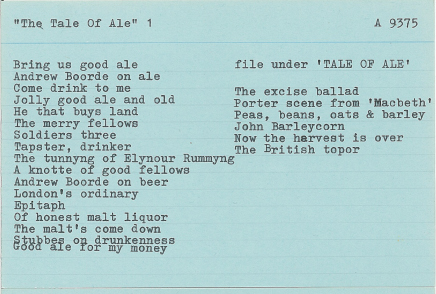 "The Tale Of Ale" 1
A 9375
Bring us good ale
Andrew Boorde on ale
Come drink to me
Jolly good ale and old
He that buys land
The merry fellows
Soldiers three
Tapster, drinker
The tunnyng of Elynour Rummyng
A knotte of good fellows
Andrew Boorde on beer
London's ordinary
Epitaph
Of honest malt liquor
The malt's come down
Stubbes on drunkenness
Good ale for my money
file under 'TALE OF ALE'
The excise ballad
Porter scene from 'Macbeth'
Peas, beans, oats & barley
John Barleycorn
Now the harvest is over
The British topor